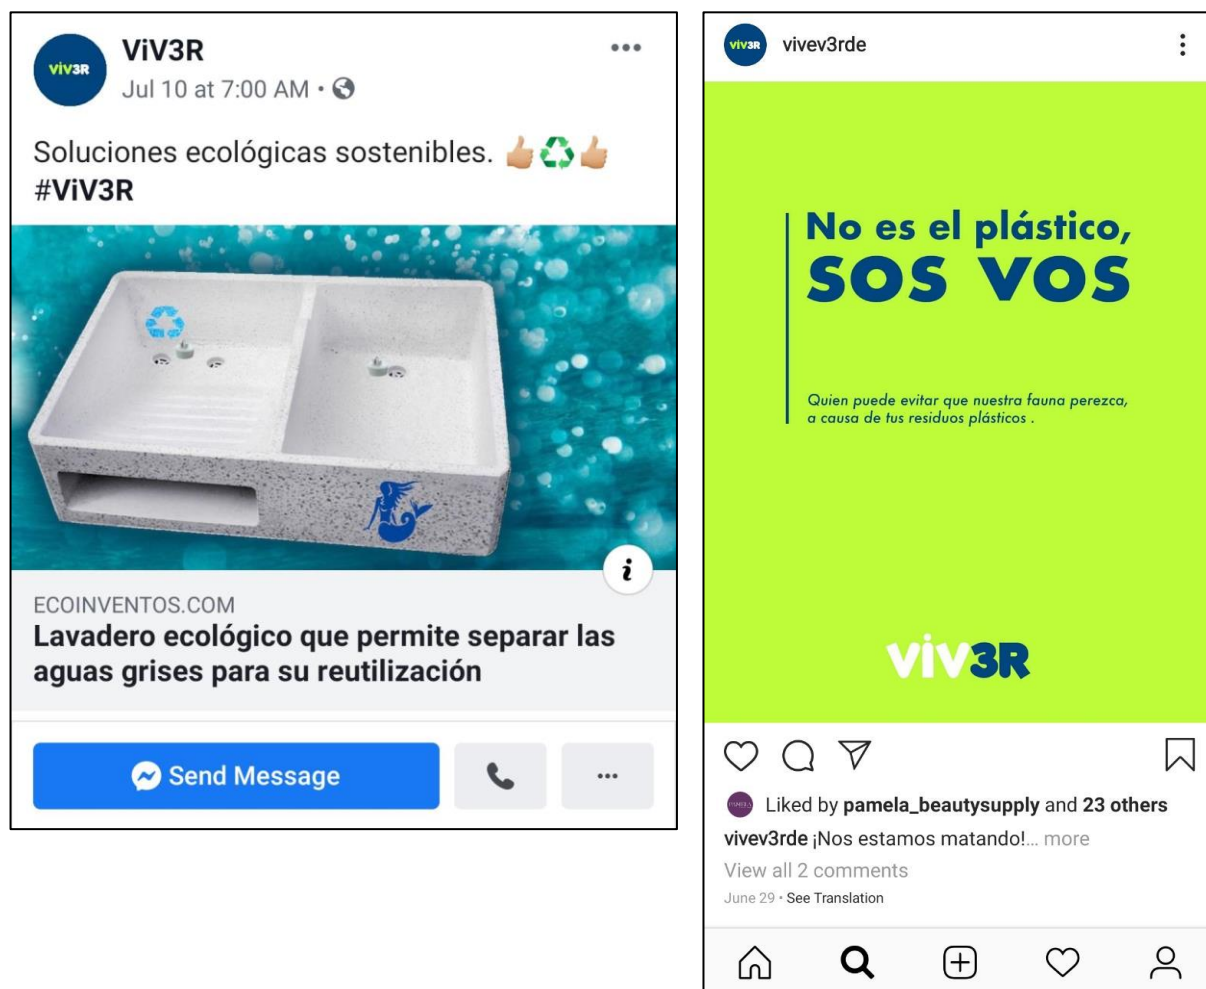 viv3R
ViV3R
Jul 10 at 7:00 AM •
Soluciones ecológicas sostenibles. 👍🏼♻️👍🏼
#ViV3R
i
ECOINVENTOS.COM
Lavadero ecológico que permite separar las
aguas grises para su reutilización
Send Message
viv3R
vivev3rde
No es el plástico,
SOS VOS
Quien puede evitar que nuestra fauna perezca,
a causa de tus residuos plásticos .
viv3R
PAMELA
Liked by pamela_beautysupply and 23 others
vivev3rde ¡Nos estamos matando!... more
View all 2 comments
June 29 • See Translation